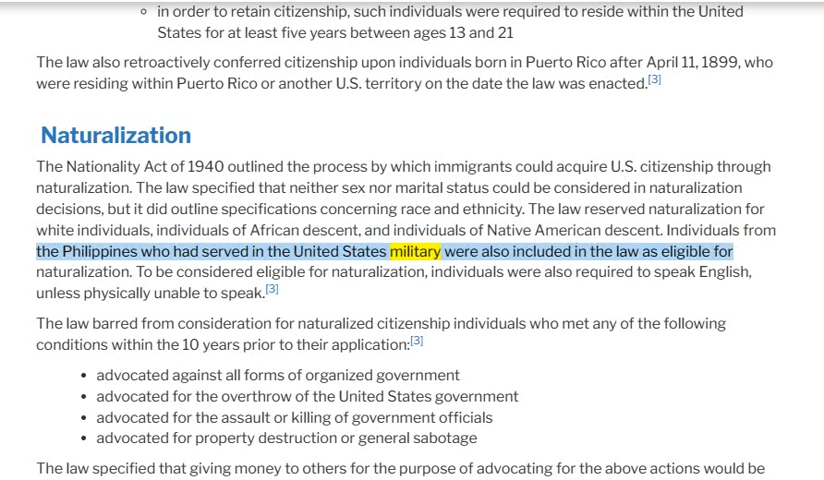 in order to retain citizenship, such individuals were required to reside within the United
States for at least five years between ages 13 and 21
The law also retroactively conferred citizenship upon individuals born in Puerto Rico after April 11, 1899, who
were residing within Puerto Rico or another U.S. territory on the date the law was enacted.[3]
Naturalization
The Nationality Act of 1940 outlined the process by which immigrants could acquire U.S. citizenship through
naturalization. The law specified that neither sex nor marital status could be considered in naturalization
decisions, but it did outline specifications concerning race and ethnicity. The law reserved naturalization for
white individuals, individuals of African descent, and individuals of Native American descent. Individuals from
the Philippines who had served in the United States military were also included in the law as eligible for
naturalization. To be considered eligible for naturalization, individuals were also required to speak English,
unless physically unable to speak.[3]
The law barred from consideration for naturalized citizenship individuals who met any of the following
conditions within the 10 years prior to their application:[3]
• advocated against all forms of organized government
• advocated for the overthrow of the United States government
• advocated for the assault or killing of government officials
• advocated for property destruction or general sabotage
The law specified that giving money to others for the purpose of advocating for the above actions would be